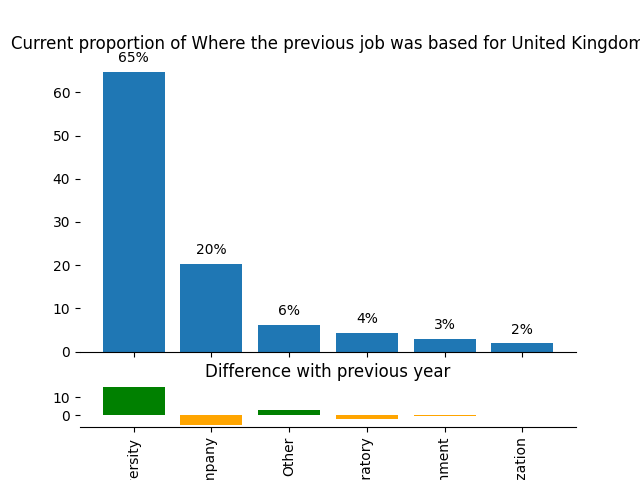 Current proportion of Where the previous job was based for United Kingdom
65%
60
50
40
30
20%
20
10
6%
4%
3%
2%
0
Difference with previous year
10
0
ersity
mpany
Other
ratory
nment
zation